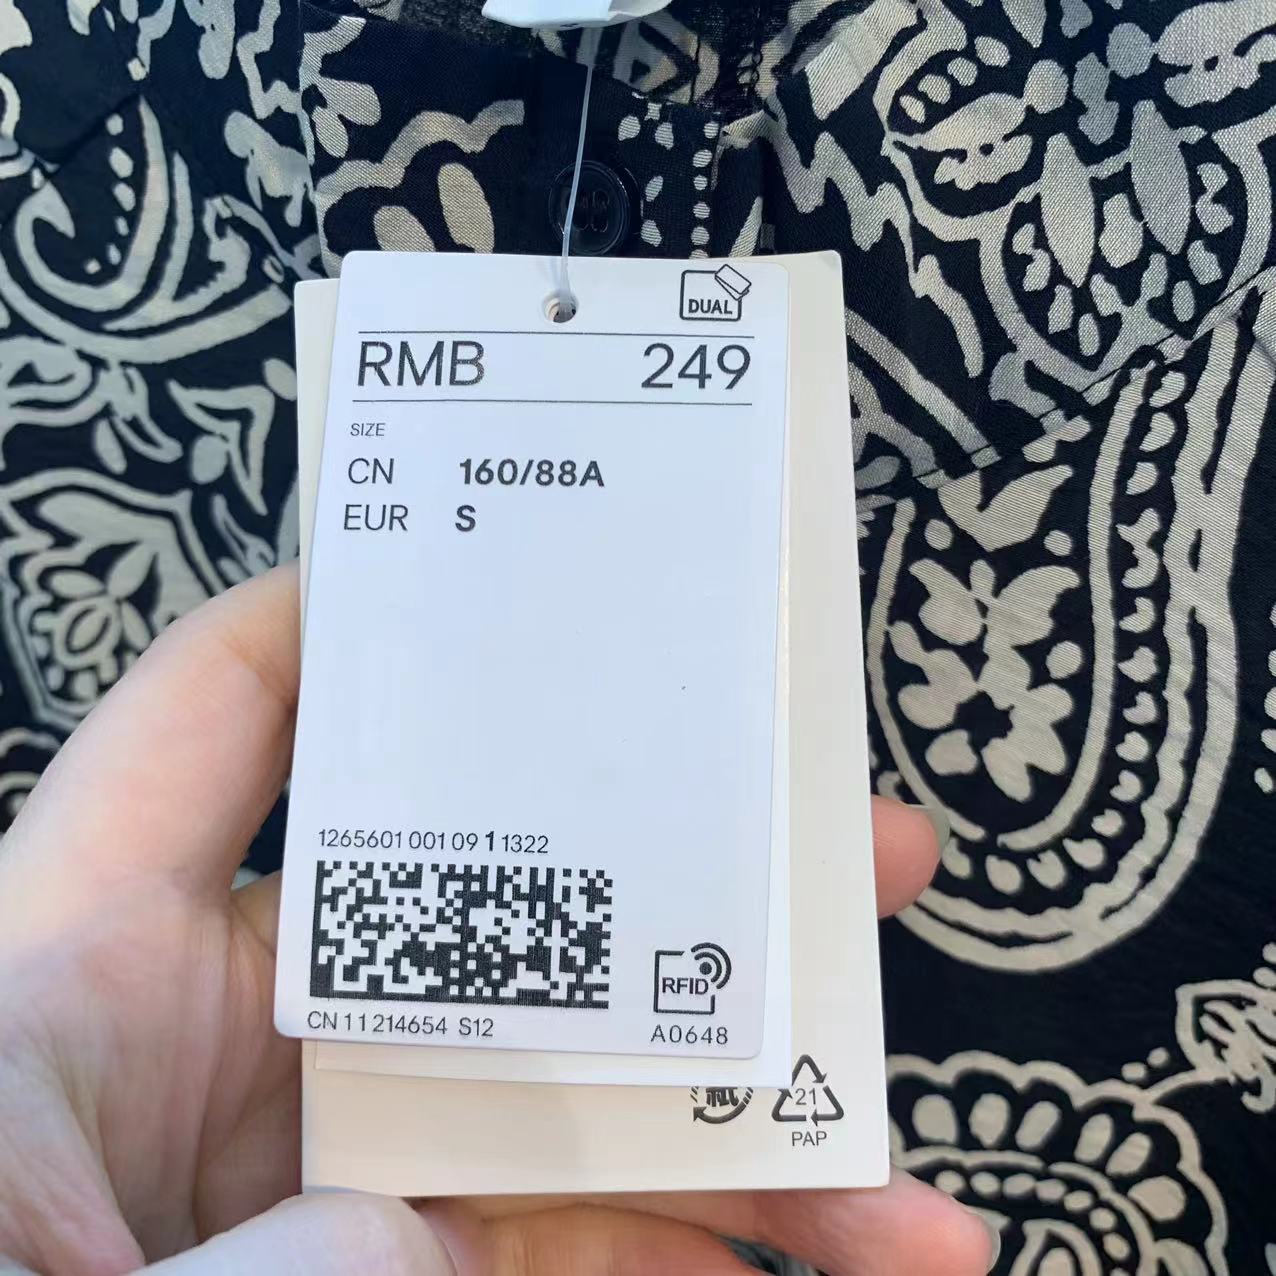 DUAL
RMB 249
SIZE
CN 160/88A
EUR S
1265601 001 09 1 1322
RFID
CN 11214654 S12
A0648
21
PAP